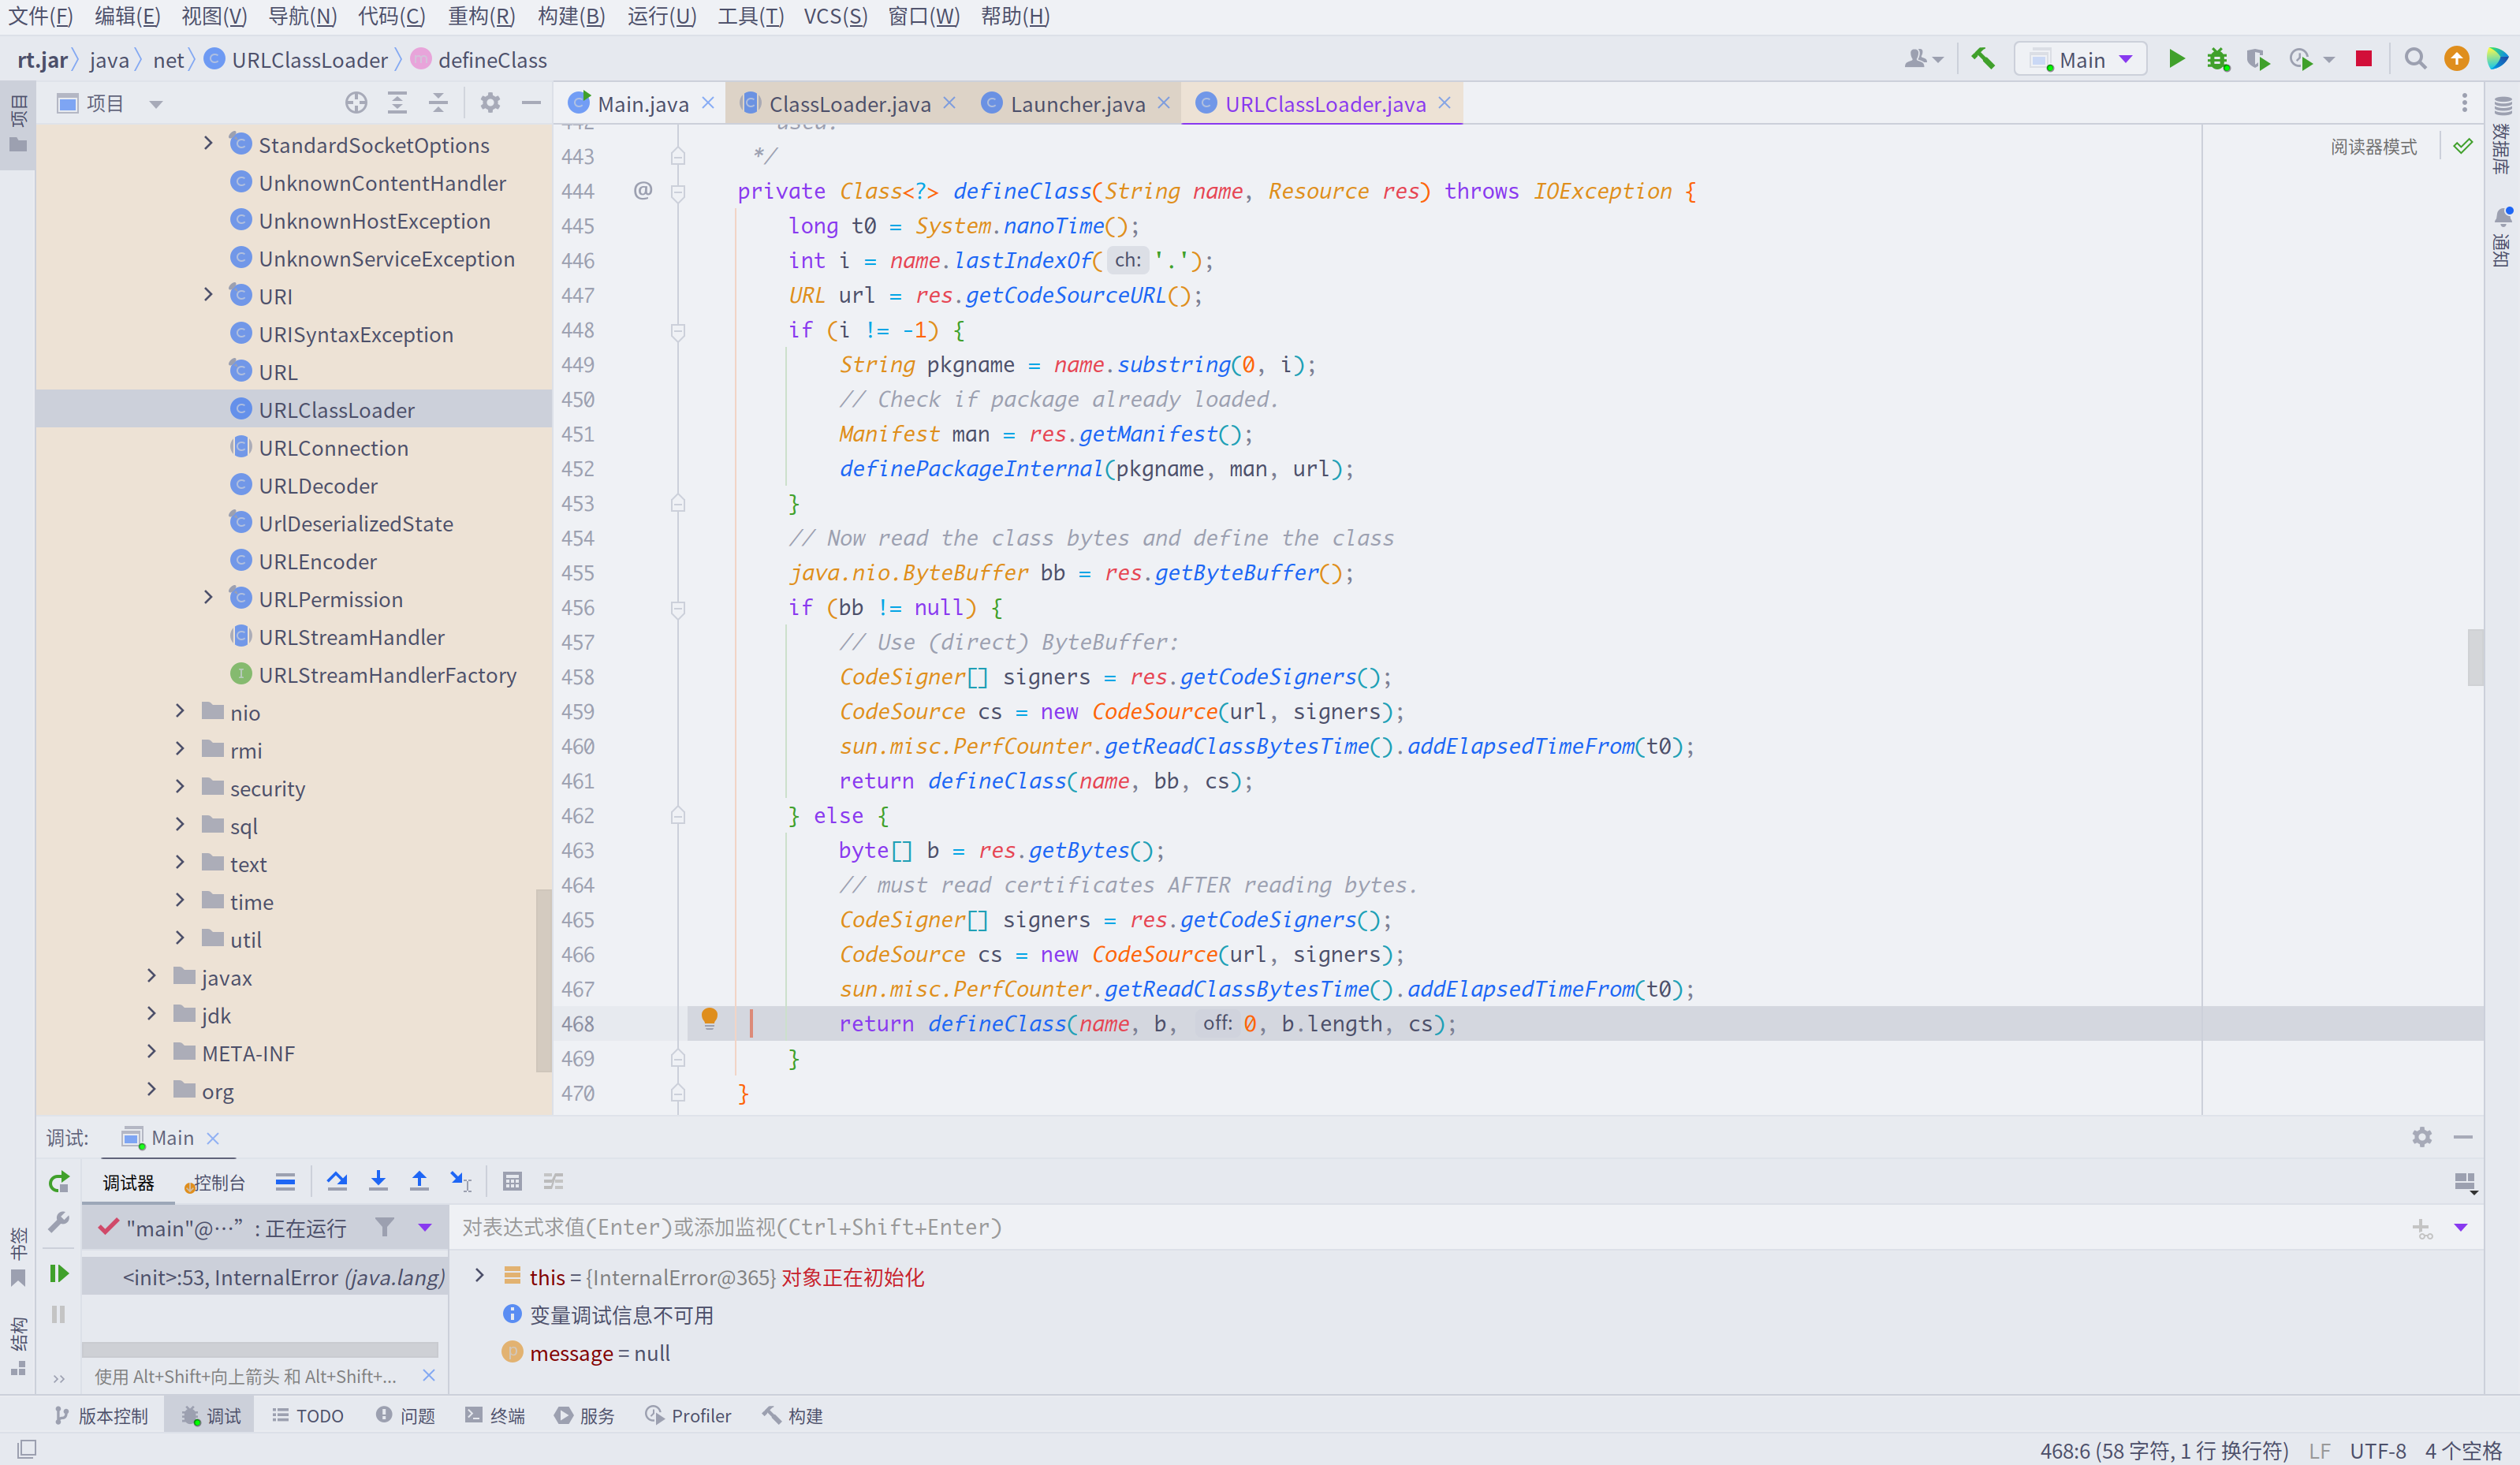 文件(F) 编辑(E) 视图(V) 导航(N) 代码(C) 重构(R) 构建(B) 运行(U) 工具(T) VCS(S) 窗口(W) 帮助(H)
rt.jar java net URLClassLoader defineClass
Main
项目
Main.java ClassLoader.java Launcher.java URLClassLoader.java
项目
StandardSocketOptions
UnknownContentHandler
UnknownHostException
UnknownServiceException
URI
URISyntaxException
URL
URLClassLoader
URLConnection
URLDecoder
UrlDeserializedState
URLEncoder
URLPermission
URLStreamHandler
URLStreamHandlerFactory
nio
rmi
security
sql
text
time
util
javax
jdk
META-INF
org
442 used.
443 */
444 @ private Class<?> defineClass(String name, Resource res) throws IOException {
445 long t0 = System.nanoTime();
446 int i = name.lastIndexOf( ch: '.');
447 URL url = res.getCodeSourceURL();
448 if (i != -1) {
449 String pkgname = name.substring(0, i);
450 // Check if package already loaded.
451 Manifest man = res.getManifest();
452 definePackageInternal(pkgname, man, url);
453 }
454 // Now read the class bytes and define the class
455 java.nio.ByteBuffer bb = res.getByteBuffer();
456 if (bb != null) {
457 // Use (direct) ByteBuffer:
458 CodeSigner[] signers = res.getCodeSigners();
459 CodeSource cs = new CodeSource(url, signers);
460 sun.misc.PerfCounter.getReadClassBytesTime().addElapsedTimeFrom(t0);
461 return defineClass(name, bb, cs);
462 } else {
463 byte[] b = res.getBytes();
464 // must read certificates AFTER reading bytes.
465 CodeSigner[] signers = res.getCodeSigners();
466 CodeSource cs = new CodeSource(url, signers);
467 sun.misc.PerfCounter.getReadClassBytesTime().addElapsedTimeFrom(t0);
468 return defineClass(name, b, off: 0, b.length, cs);
469 }
470 }
阅读器模式
数据库
通知
调试: Main
调试器 控制台
"main"@…” : 正在运行
对表达式求值(Enter)或添加监视(Ctrl+Shift+Enter)
<init>:53, InternalError (java.lang)
this = {InternalError@365} 对象正在初始化
变量调试信息不可用
message = null
使用 Alt+Shift+向上箭头 和 Alt+Shift+...
书签
结构
版本控制 调试 TODO 问题 终端 服务 Profiler 构建
468:6 (58 字符, 1 行 换行符) LF UTF-8 4 个空格